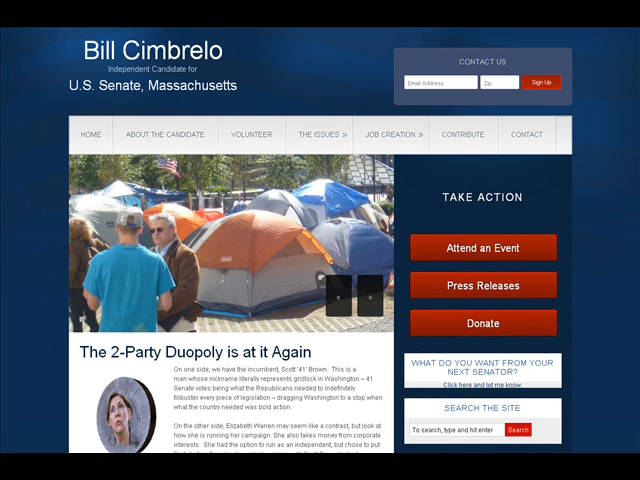 Bill Cimbrelo
Independent Candidate for
U.S. Senate, Massachusetts
CONTACT US
Email Address
Zip
Sign Up
HOME
ABOUT THE CANDIDATE
VOLUNTEER
THE ISSUES »
JOB CREATION »
CONTRIBUTE
CONTACT
«
»
The 2-Party Duopoly is at it Again
On one side, we have the incumbent, Scott '41' Brown. This is a
man whose nickname literally represents gridlock in Washington – 41
Senate votes being what the Republicans needed to indefinitely
filibuster every piece of legislation – dragging Washington to a stop when
what the country needed was bold action.
On the other side, Elizabeth Warren may seem like a contrast, but look at
how she is running her campaign. She also takes money from corporate
interests. She had the option to run as an independent, but chose to put
TAKE ACTION
Attend an Event
Press Releases
Donate
WHAT DO YOU WANT FROM YOUR
NEXT SENATOR?
Click here and let me know.
SEARCH THE SITE
To search, type and hit enter
Search